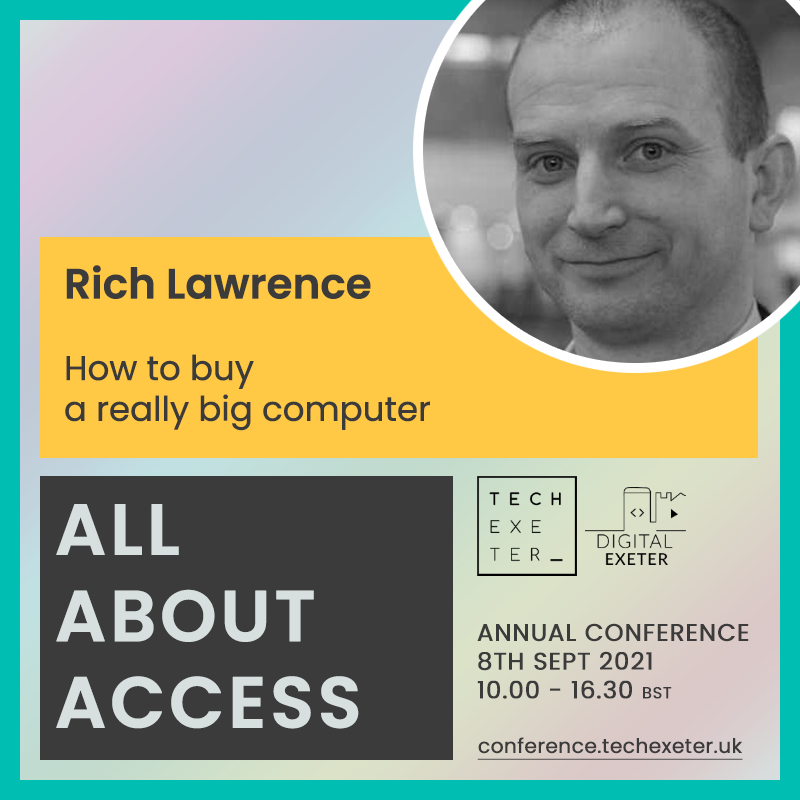 Rich Lawrence
How to buy
a really big computer
ALL
ABOUT
ACCESS
TECH
EXE
TER_
<>
DIGITAL
EXETER
ANNUAL CONFERENCE
8TH SEPT 2021
10.00 - 16.30 BST
conference.techexeter.uk